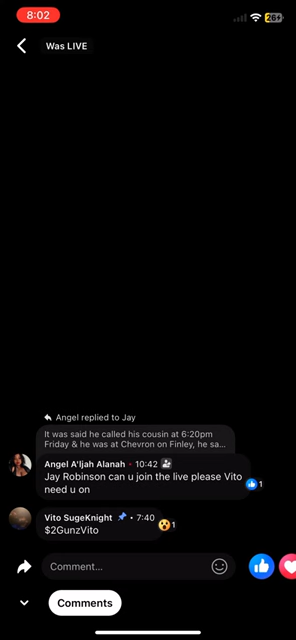 8:02
26
Was LIVE
Angel replied to Jay
It was said he called his cousin at 6:20pm
Friday & he was at Chevron on Finley, he sa...
Angel A'ljah Alanah • 10:42
Jay Robinson can u join the live please Vito
need u on
1
Vito SugeKnight • 7:40
$2GunzVito
1
Comment...
Comments